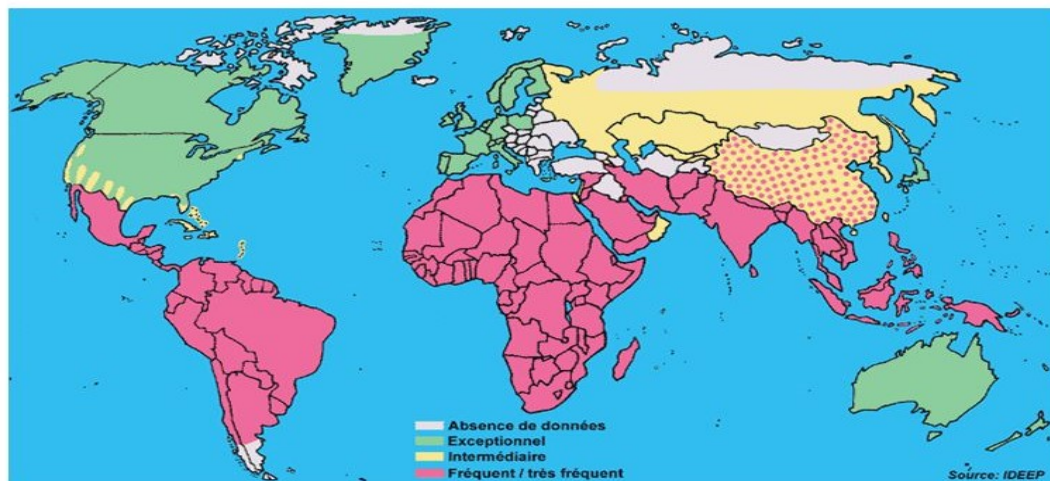 Absence de données
Exceptionnel
Intermédiaire
Fréquent / très fréquent
Source: IDEEP